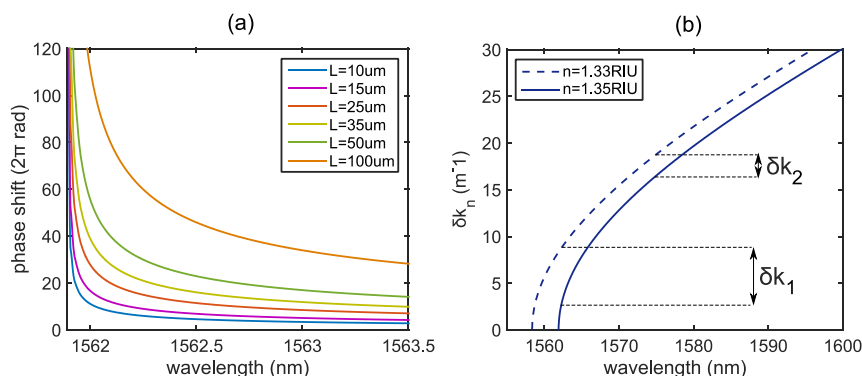 (a)
120
100
80
60
40
20
0
phase shift (2π rad)
L=10um
L=15um
L=25um
L=35um
L=50um
L=100um
1562
1562.5
1563
1563.5
wavelength (nm)
(b)
30
25
20
15
10
5
0
δkₙ (m⁻¹)
n=1.33RIU
n=1.35RIU
δk₂
δk₁
1560
1570
1580
1590
1600
wavelength (nm)